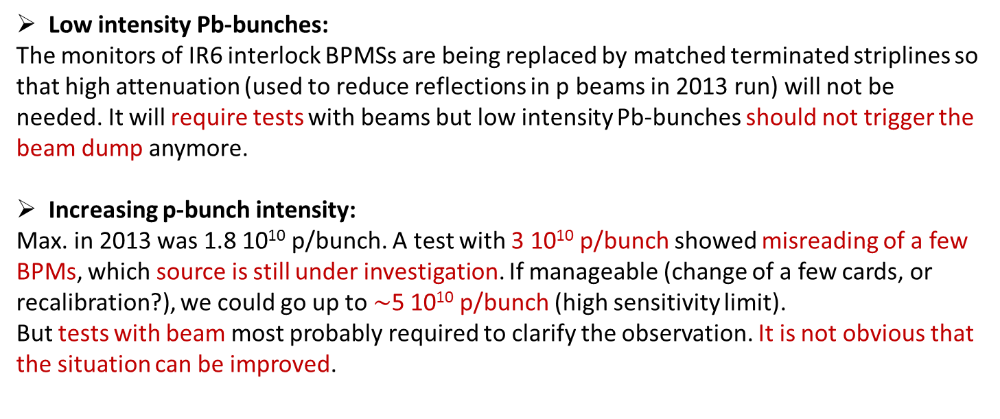 ➢ Low intensity Pb-bunches:
The monitors of IR6 interlock BPMSs are being replaced by matched terminated striplines so
that high attenuation (used to reduce reflections in p beams in 2013 run) will not be
needed. It will require tests with beams but low intensity Pb-bunches should not trigger the
beam dump anymore.
➢ Increasing p-bunch intensity:
Max. in 2013 was 1.8 10¹⁰ p/bunch. A test with 3 10¹⁰ p/bunch showed misreading of a few
BPMs, which source is still under investigation. If manageable (change of a few cards, or
recalibration?), we could go up to ~5 10¹⁰ p/bunch (high sensitivity limit).
But tests with beam most probably required to clarify the observation. It is not obvious that
the situation can be improved.